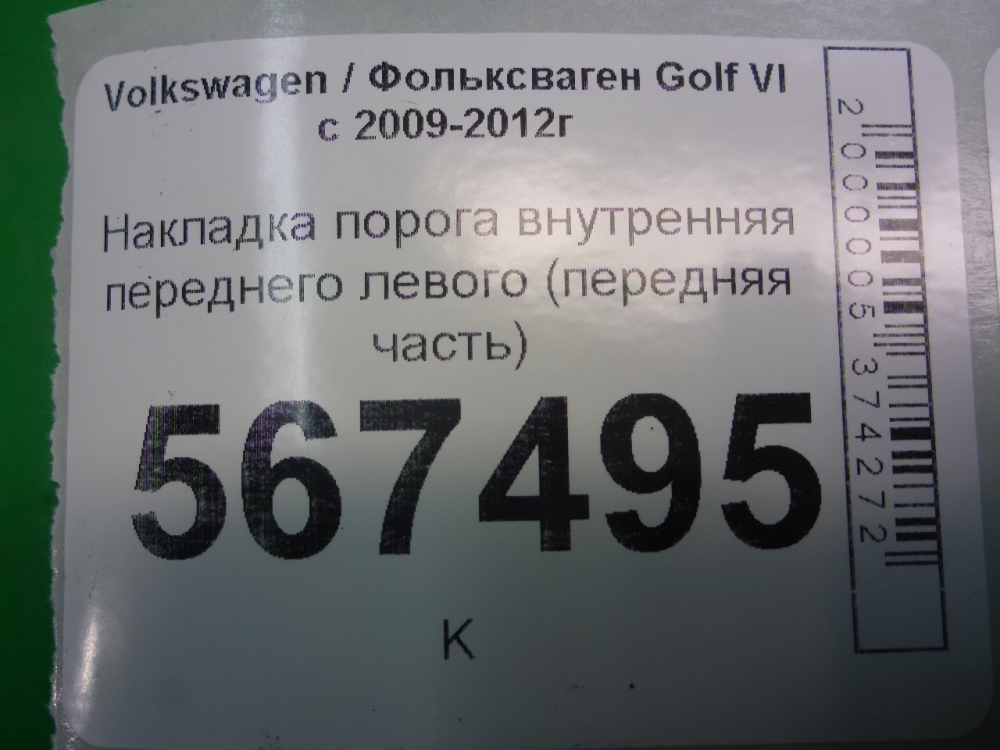 Volkswagen / Фольксваген Golf VI
с 2009-2012г
Накладка порога внутренняя
переднего левого (передняя
часть)
567495
К
2000005374272